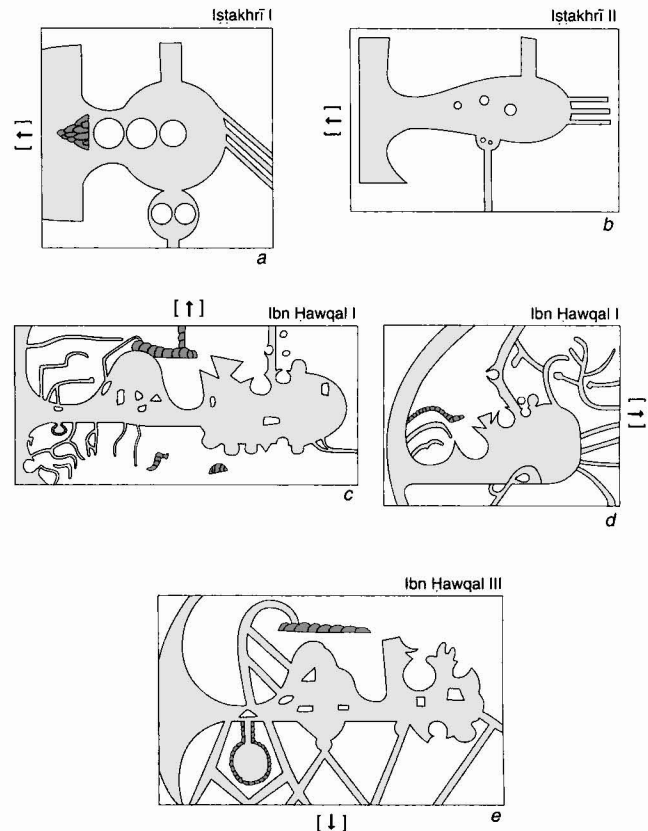 Iṣṭakhrī I
[↑]
a
Iṣṭakhrī II
[↑]
b
[↑]
Ibn Ḥawqal I
c
Ibn Ḥawqal I
[↓]
d
Ibn Ḥawqal III
e
[↓]